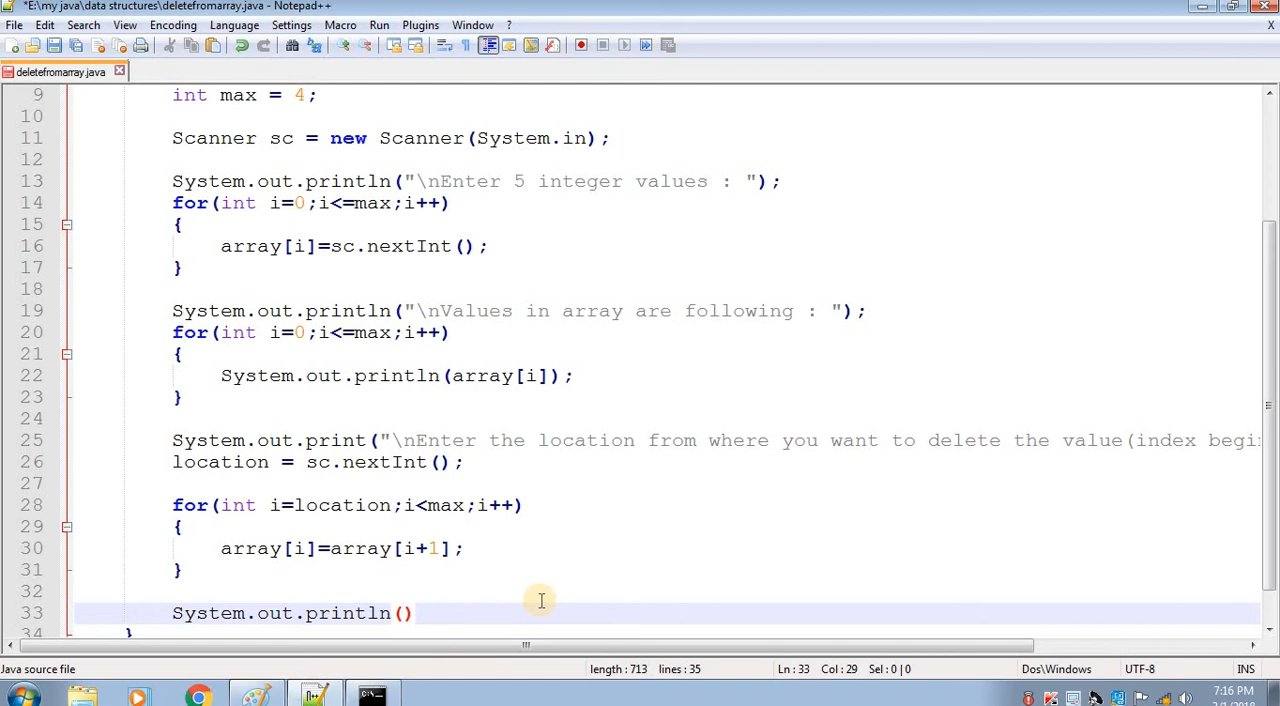 *E:\my java\data structures\deletefromarray.java - Notepad++
File Edit Search View Encoding Language Settings Macro Run Plugins Window ? X
deletefromarray.java
9 int max = 4;
10
11 Scanner sc = new Scanner(System.in);
12
13 System.out.println("\nEnter 5 integer values : ");
14 for(int i=0;i<=max;i++)
15 {
16 array[i]=sc.nextInt();
17 }
18
19 System.out.println("\nValues in array are following : ");
20 for(int i=0;i<=max;i++)
21 {
22 System.out.println(array[i]);
23 }
24
25 System.out.print("\nEnter the location from where you want to delete the value(index begi
26 location = sc.nextInt();
27
28 for(int i=location;i<max;i++)
29 {
30 array[i]=array[i+1];
31 }
32
33 System.out.println()
34 }
Java source file length : 713 lines : 35 Ln : 33 Col : 29 Sel : 0 | 0 Dos\Windows UTF-8 INS
7:16 PM